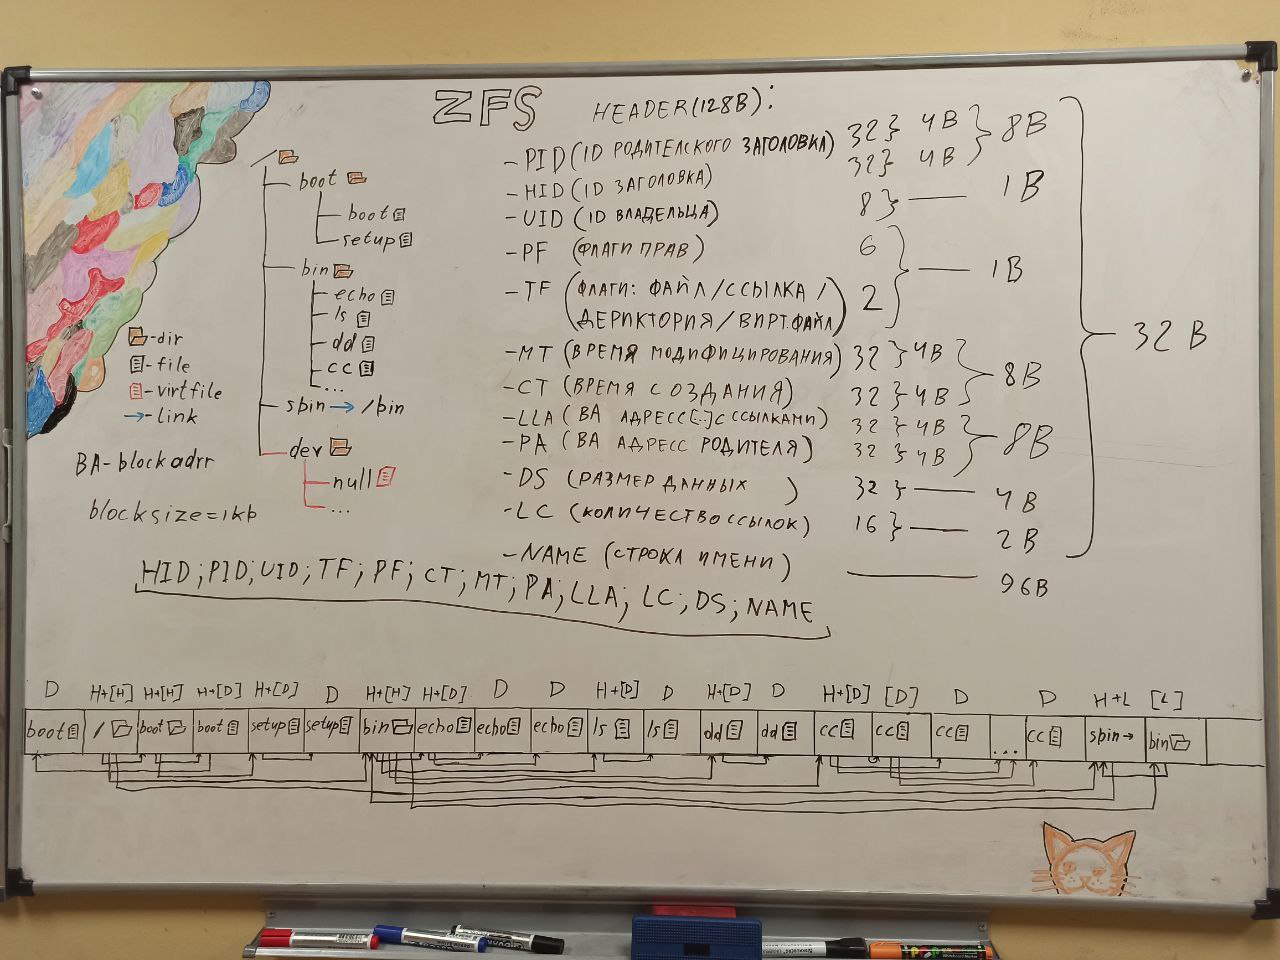 ZFS HEADER(128B):
- PID (ID РОДИТЕЛСКОГО ЗАГОЛОВКА) 32} 4B } 8B
- HID (ID ЗАГОЛОВКА) 32} 4B
- UID (ID ВЛАДЕЛЬЦА) 8} — 1B
- PF (ФЛАГИ ПРАВ) 6 } — 1B
- TF (ФЛАГИ: ФАЙЛ/ССЫЛКА/ 2
ДЕРИКТОРИЯ/ВИРТ.ФАЙЛ)
- MT (ВРЕМЯ МОДИФИЦИРОВАНИЯ) 32} 4B } 8B
- CT (ВРЕМЯ СОЗДАНИЯ) 32} 4B
- LLA (BA АДРЕСС[..] С ССЫЛКАМИ) 32} 4B } 8B
- PA (BA АДРЕСС РОДИТЕЛЯ) 32} 4B
- DS (РАЗМЕР ДАННЫХ) 32} — 4B
- LC (КОЛИЧЕСТВО ССЫЛОК) 16} — 2B
} 32B
- NAME (СТРОКА ИМЕНИ) — 96B
/
boot
boot
setup
bin
echo
ls
dd
cc
...
sbin → /bin
dev
null
...
-dir
-file
-virtfile
→-link
BA-blockadrr
blocksize=1kb
HID;PID;UID;TF;PF;CT;MT;PA;LLA;LC;DS;NAME
D H+[H] H+[H] H+[D] H+[D] D H+[H] H+[D] D D H+[D] D H+[D] D H+[D] [D] D D H+L [L]
boot / boot boot setup setup bin echo echo echo ls ls dd dd cc cc cc ... cc sbin→ bin